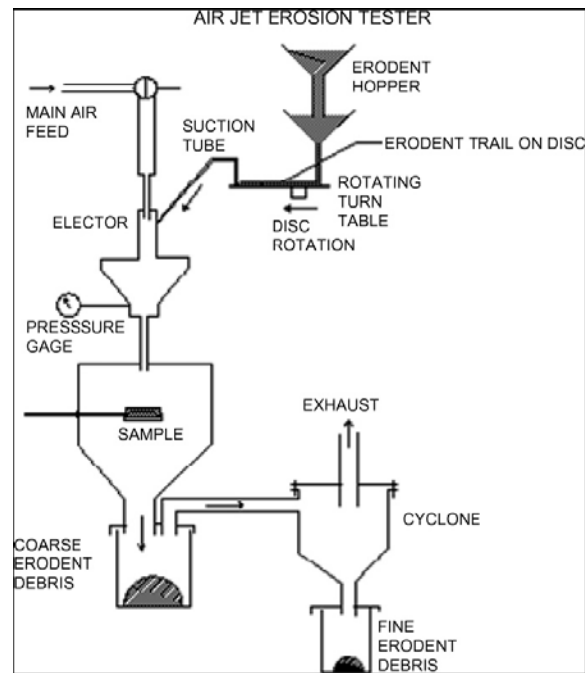 AIR JET EROSION TESTER
ERODENT
HOPPER
MAIN AIR
FEED
SUCTION
TUBE
ERODENT TRAIL ON DISC
ROTATING
TURN
TABLE
DISC
ROTATION
ELECTOR
PRESSSURE
GAGE
SAMPLE
EXHAUST
CYCLONE
COARSE
ERODENT
DEBRIS
FINE
ERODENT
DEBRIS